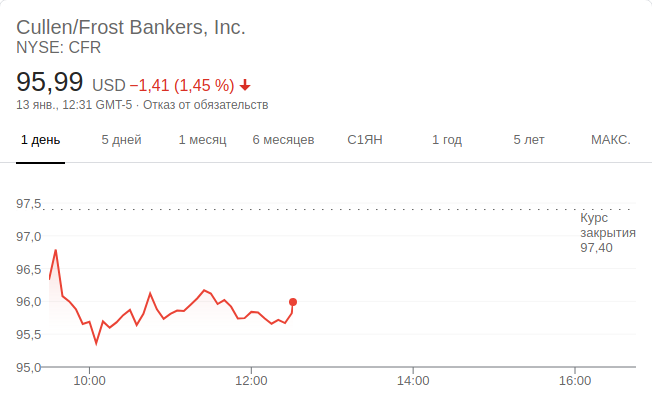 Cullen/Frost Bankers, Inc.
NYSE: CFR
95,99 USD −1,41 (1,45 %)
13 янв., 12:31 GMT-5 · Отказ от обязательств
1 день 5 дней 1 месяц 6 месяцев С1ЯН 1 год 5 лет МАКС.
97,5
Курс
закрытия
97,40
97,0
96,5
96,0
95,5
95,0
10:00 12:00 14:00 16:00